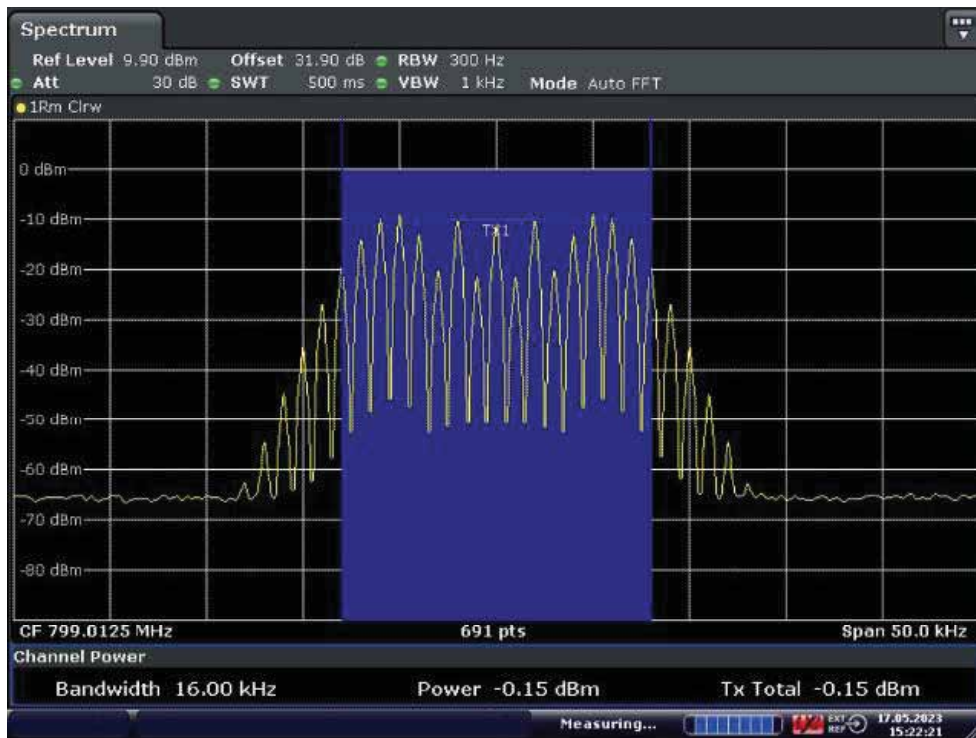 Spectrum
Ref Level 9.90 dBm Offset 31.90 dB RBW 300 Hz
Att 30 dB SWT 500 ms VBW 1 kHz Mode Auto FFT
1Rm Clrw
0 dBm
-10 dBm
TX1
-20 dBm
-30 dBm
-40 dBm
-50 dBm
-60 dBm
-70 dBm
-80 dBm
CF 799.0125 MHz 691 pts Span 50.0 kHz
Channel Power
Bandwidth 16.00 kHz Power -0.15 dBm Tx Total -0.15 dBm
Measuring... EXT REF 17.05.2023
15:22:21